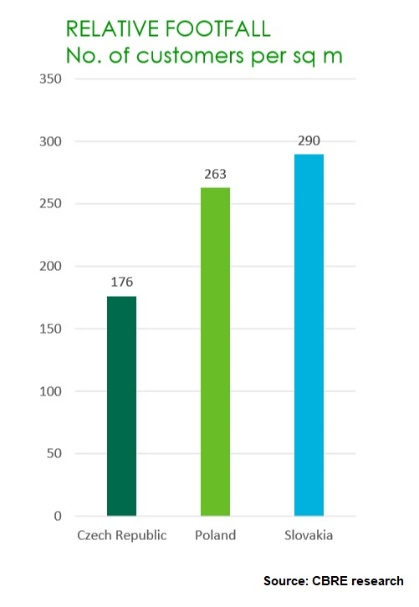 RELATIVE FOOTFALL
No. of customers per sq m
350
300
250
200
150
100
50
0
176
263
290
Czech Republic Poland Slovakia
Source: CBRE research